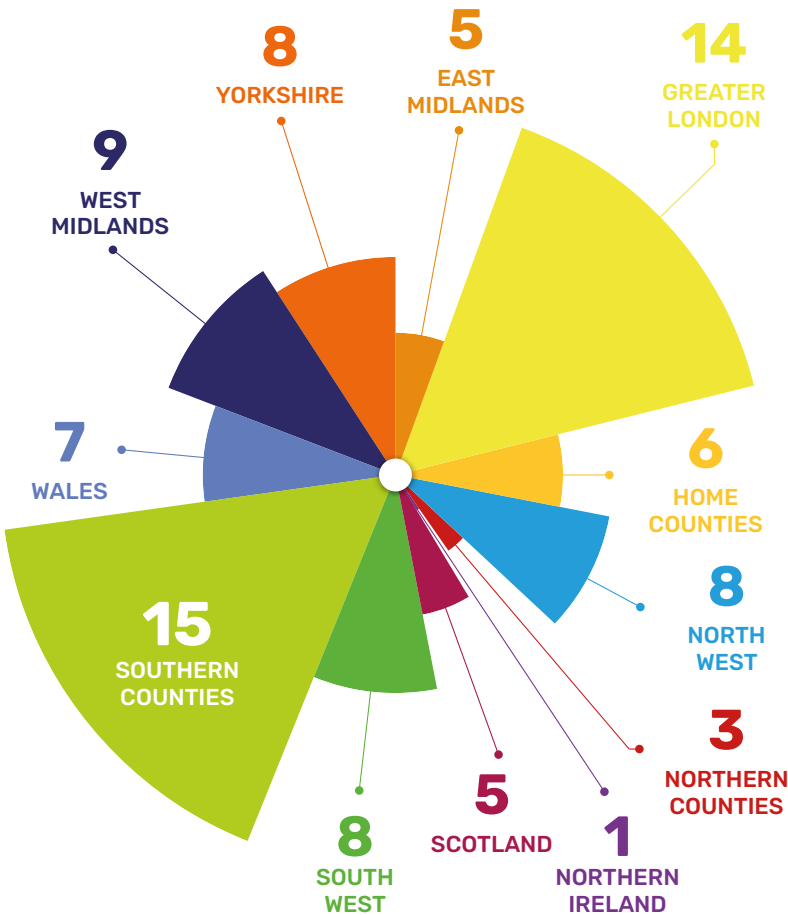 8
YORKSHIRE
5
EAST
MIDLANDS
14
GREATER
LONDON
9
WEST
MIDLANDS
7
WALES
6
HOME
COUNTIES
8
NORTH
WEST
15
SOUTHERN
COUNTIES
3
NORTHERN
COUNTIES
5
SCOTLAND
1
NORTHERN
IRELAND
8
SOUTH
WEST